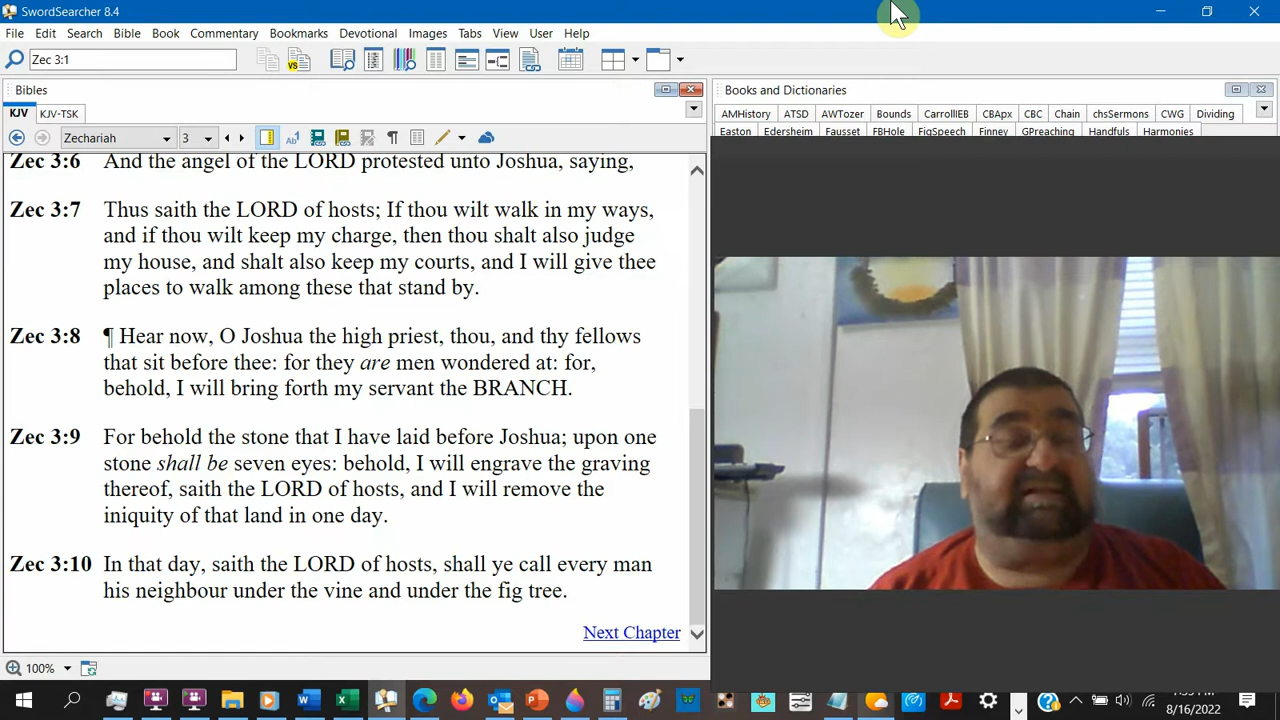 SwordSearcher 8.4
File Edit Search Bible Book Commentary Bookmarks Devotional Images Tabs View User Help
Zec 3:1
VS
Bibles
Books and Dictionaries
KJV KJV-TSK
AMHistory ATSD AWTozer Bounds CarrollIEB CBApx CBC Chain chsSermons CWG Dividing
Easton Edersheim Fausset FBHole FigSpeech Finney GPreaching Handfuls Harmonies
Zechariah 3
Zec 3:6 And the angel of the LORD protested unto Joshua, saying,
Zec 3:7 Thus saith the LORD of hosts; If thou wilt walk in my ways,
and if thou wilt keep my charge, then thou shalt also judge
my house, and shalt also keep my courts, and I will give thee
places to walk among these that stand by.
Zec 3:8 ¶ Hear now, O Joshua the high priest, thou, and thy fellows
that sit before thee: for they are men wondered at: for,
behold, I will bring forth my servant the BRANCH.
Zec 3:9 For behold the stone that I have laid before Joshua; upon one
stone shall be seven eyes: behold, I will engrave the graving
thereof, saith the LORD of hosts, and I will remove the
iniquity of that land in one day.
Zec 3:10 In that day, saith the LORD of hosts, shall ye call every man
his neighbour under the vine and under the fig tree.
Next Chapter
100%
8/16/2022